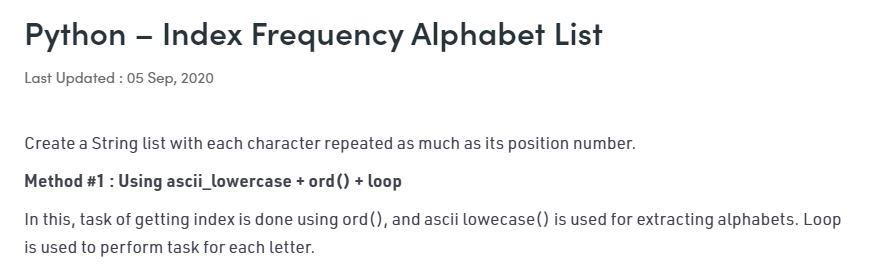 Python – Index Frequency Alphabet List
Last Updated : 05 Sep, 2020
Create a String list with each character repeated as much as its position number.
Method #1 : Using ascii_lowercase + ord() + loop
In this, task of getting index is done using ord(), and ascii lowecase() is used for extracting alphabets. Loop
is used to perform task for each letter.